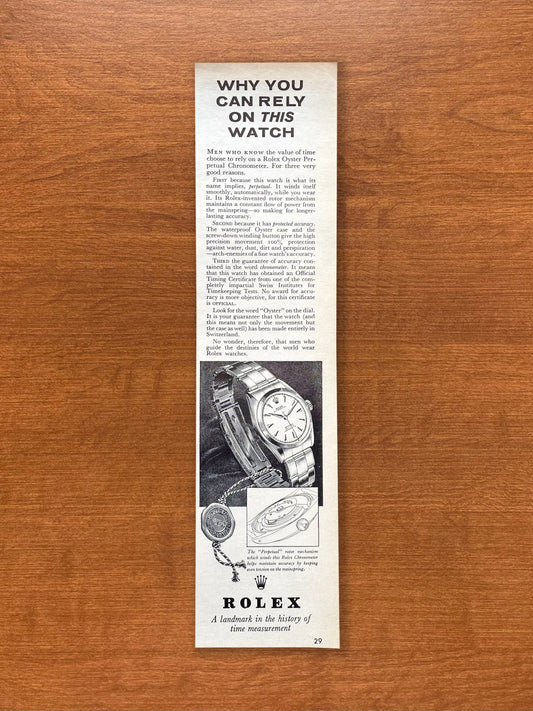 WHY YOU
CAN RELY
ON THIS
WATCH
MEN WHO KNOW the value of time
choose to rely on a Rolex Oyster Per-
petual Chronometer. For three very
good reasons.
FIRST because this watch is what its
name implies, perpetual. It winds itself
smoothly, automatically, while you wear
it. Its Rolex-invented rotor mechanism
maintains a constant flow of power from
the mainspring—so making for longer-
lasting accuracy.
SECOND because it has protected accuracy.
The waterproof Oyster case and the
screw-down winding button give the high
precision movement 100% protection
against water, dust, dirt and perspiration
—arch-enemies of a fine watch's accuracy.
THIRD the guarantee of accuracy con-
tained in the word chronometer. It means
that this watch has obtained an Official
Timing Certificate from one of the com-
pletely impartial Swiss Institutes for
Timekeeping Tests. No award for accu-
racy is more objective, for this certificate
is OFFICIAL.
Look for the word "Oyster" on the dial.
It is your guarantee that the watch (and
this means not only the movement but
the case as well) has been made entirely in
Switzerland.
No wonder, therefore, that men who
guide the destinies of the world wear
Rolex watches.
The "Perpetual" rotor mechanism
which winds this Rolex Chronometer
helps maintain accuracy by keeping
even tension on the mainspring.
ROLEX
A landmark in the history of
time measurement
29